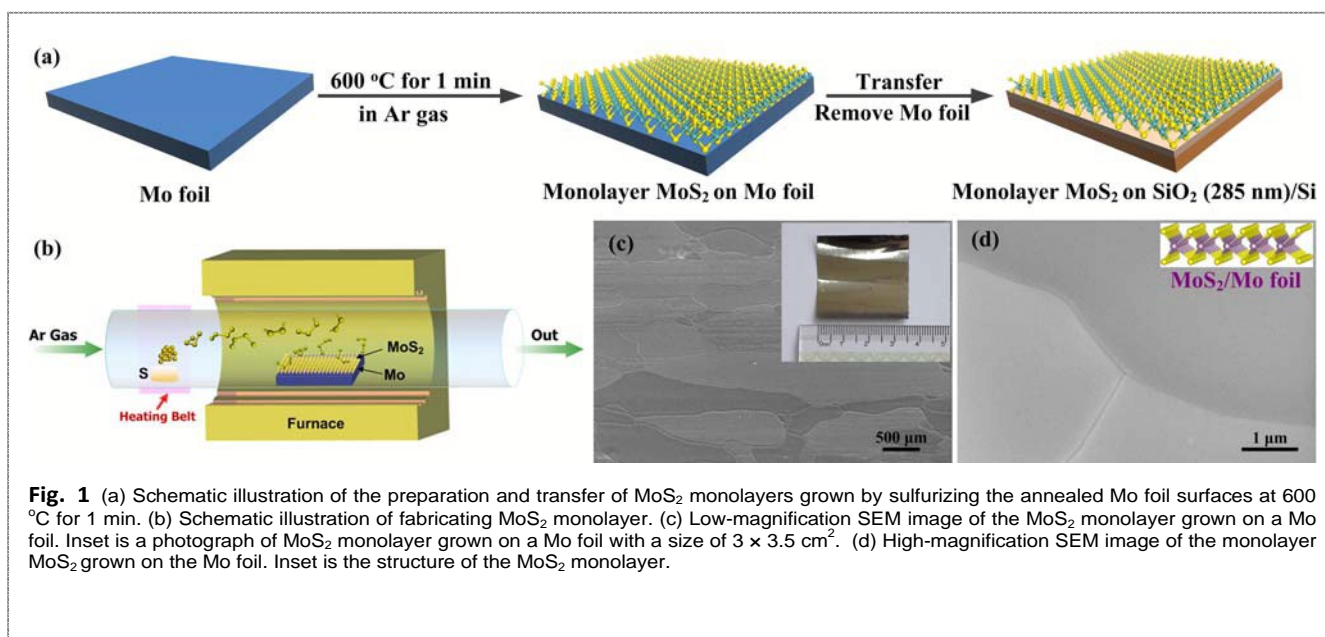 (a)
600 °C for 1 min
in Ar gas
Transfer
Remove Mo foil
Mo foil
Monolayer MoS₂ on Mo foil
Monolayer MoS₂ on SiO₂ (285 nm)/Si
(b)
Ar Gas
Out
S
MoS₂
Mo
Heating Belt
Furnace
(c)
500 µm
(d)
MoS₂/Mo foil
1 µm
Fig. 1 (a) Schematic illustration of the preparation and transfer of MoS₂ monolayers grown by sulfurizing the annealed Mo foil surfaces at 600
°C for 1 min. (b) Schematic illustration of fabricating MoS₂ monolayer. (c) Low-magnification SEM image of the MoS₂ monolayer grown on a Mo
foil. Inset is a photograph of MoS₂ monolayer grown on a Mo foil with a size of 3 × 3.5 cm². (d) High-magnification SEM image of the monolayer
MoS₂ grown on the Mo foil. Inset is the structure of the MoS₂ monolayer.